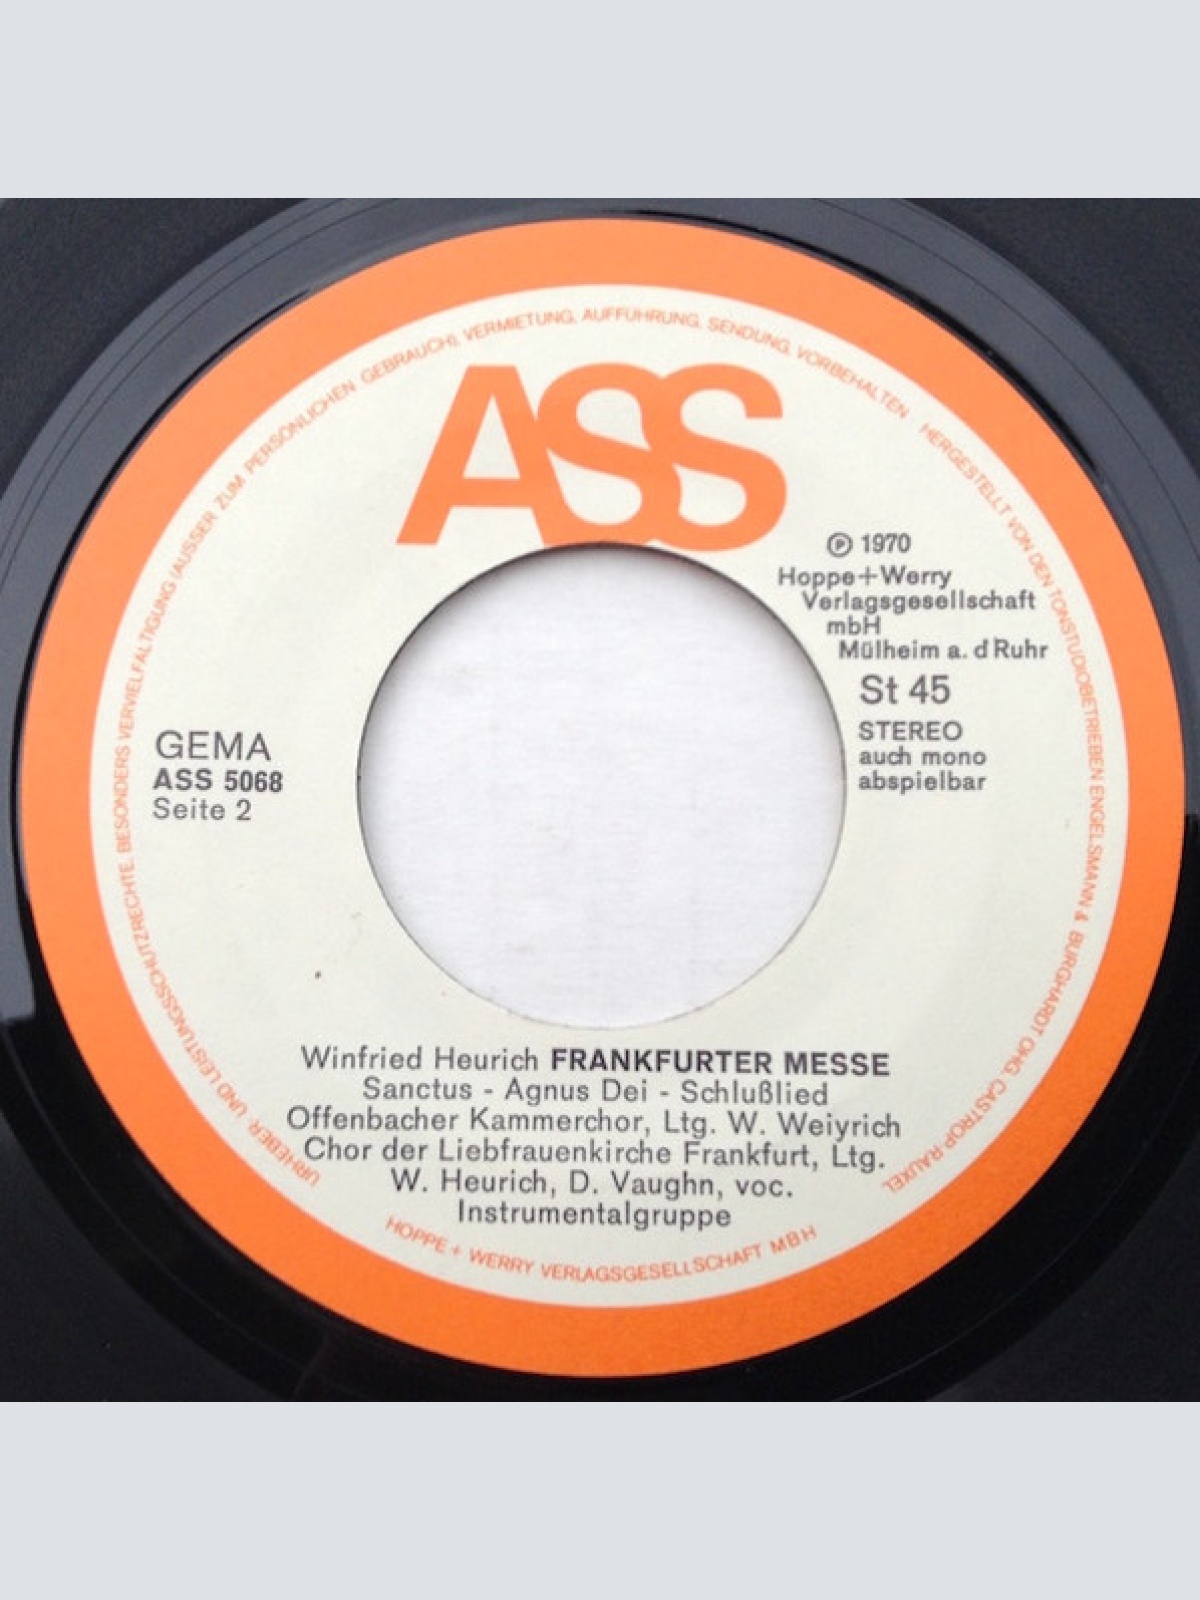 URHEBER- UND LEISTUNGSSCHUTZRECHTE, BESONDERS VERVIELFÄLTIGUNG (AUSSER ZUM PERSÖNLICHEN GEBRAUCH), VERMIETUNG, AUFFÜHRUNG, SENDUNG, VORBEHALTEN
HERGESTELLT VON DEN TONSTUDIOBETRIEBEN ENGELSMANN & BURGHARDT OHG, CASTROP RAUXEL
ASS
Ⓟ 1970
Hoppe+Werry
Verlagsgesellschaft
mbH
Mülheim a. d Ruhr
St 45
STEREO
auch mono
abspielbar
GEMA
ASS 5068
Seite 2
Winfried Heurich FRANKFURTER MESSE
Sanctus - Agnus Dei - Schlußlied
Offenbacher Kammerchor, Ltg. W. Weiyrich
Chor der Liebfrauenkirche Frankfurt, Ltg.
W. Heurich, D. Vaughn, voc.
Instrumentalgruppe
HOPPE + WERRY VERLAGSGESELLSCHAFT MBH